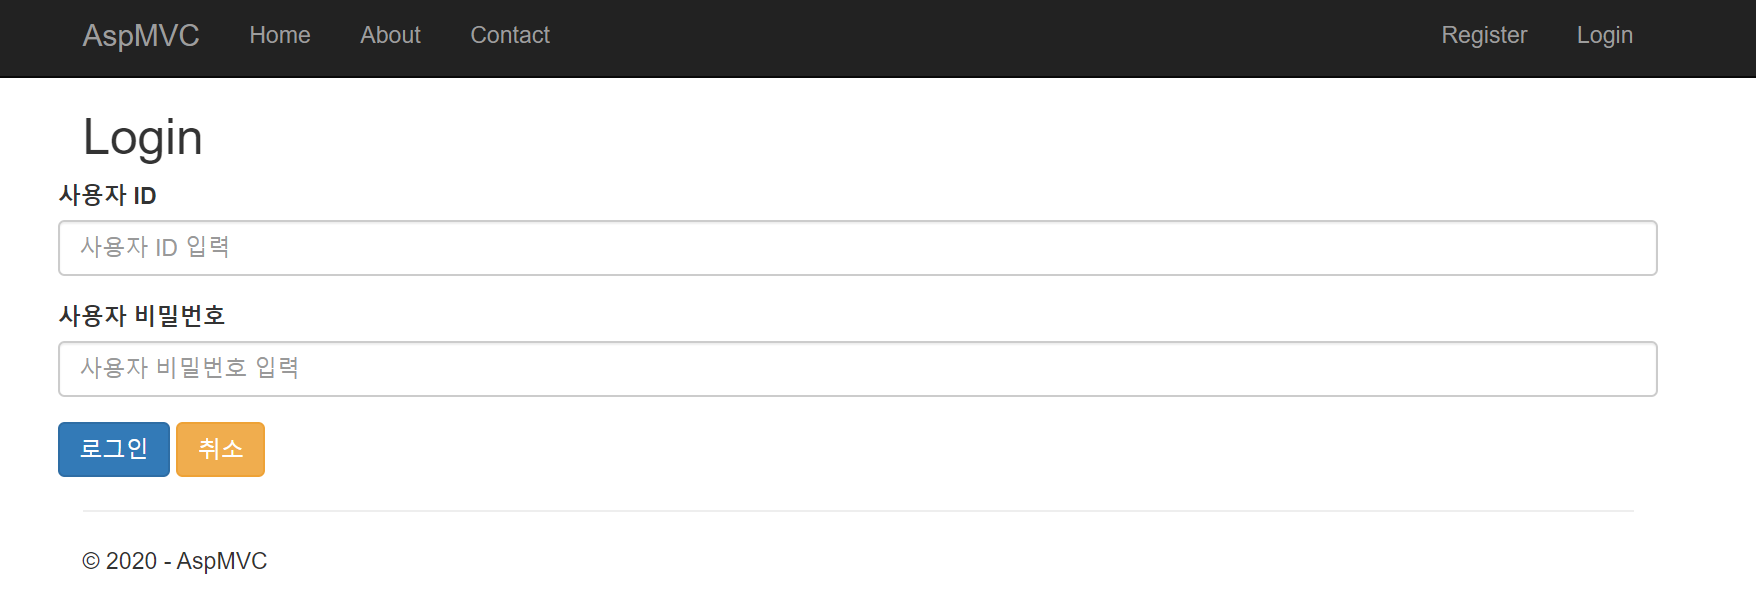 AspMVC Home About Contact Register Login
Login
사용자 ID
사용자 ID 입력
사용자 비밀번호
사용자 비밀번호 입력
로그인 취소
© 2020 - AspMVC